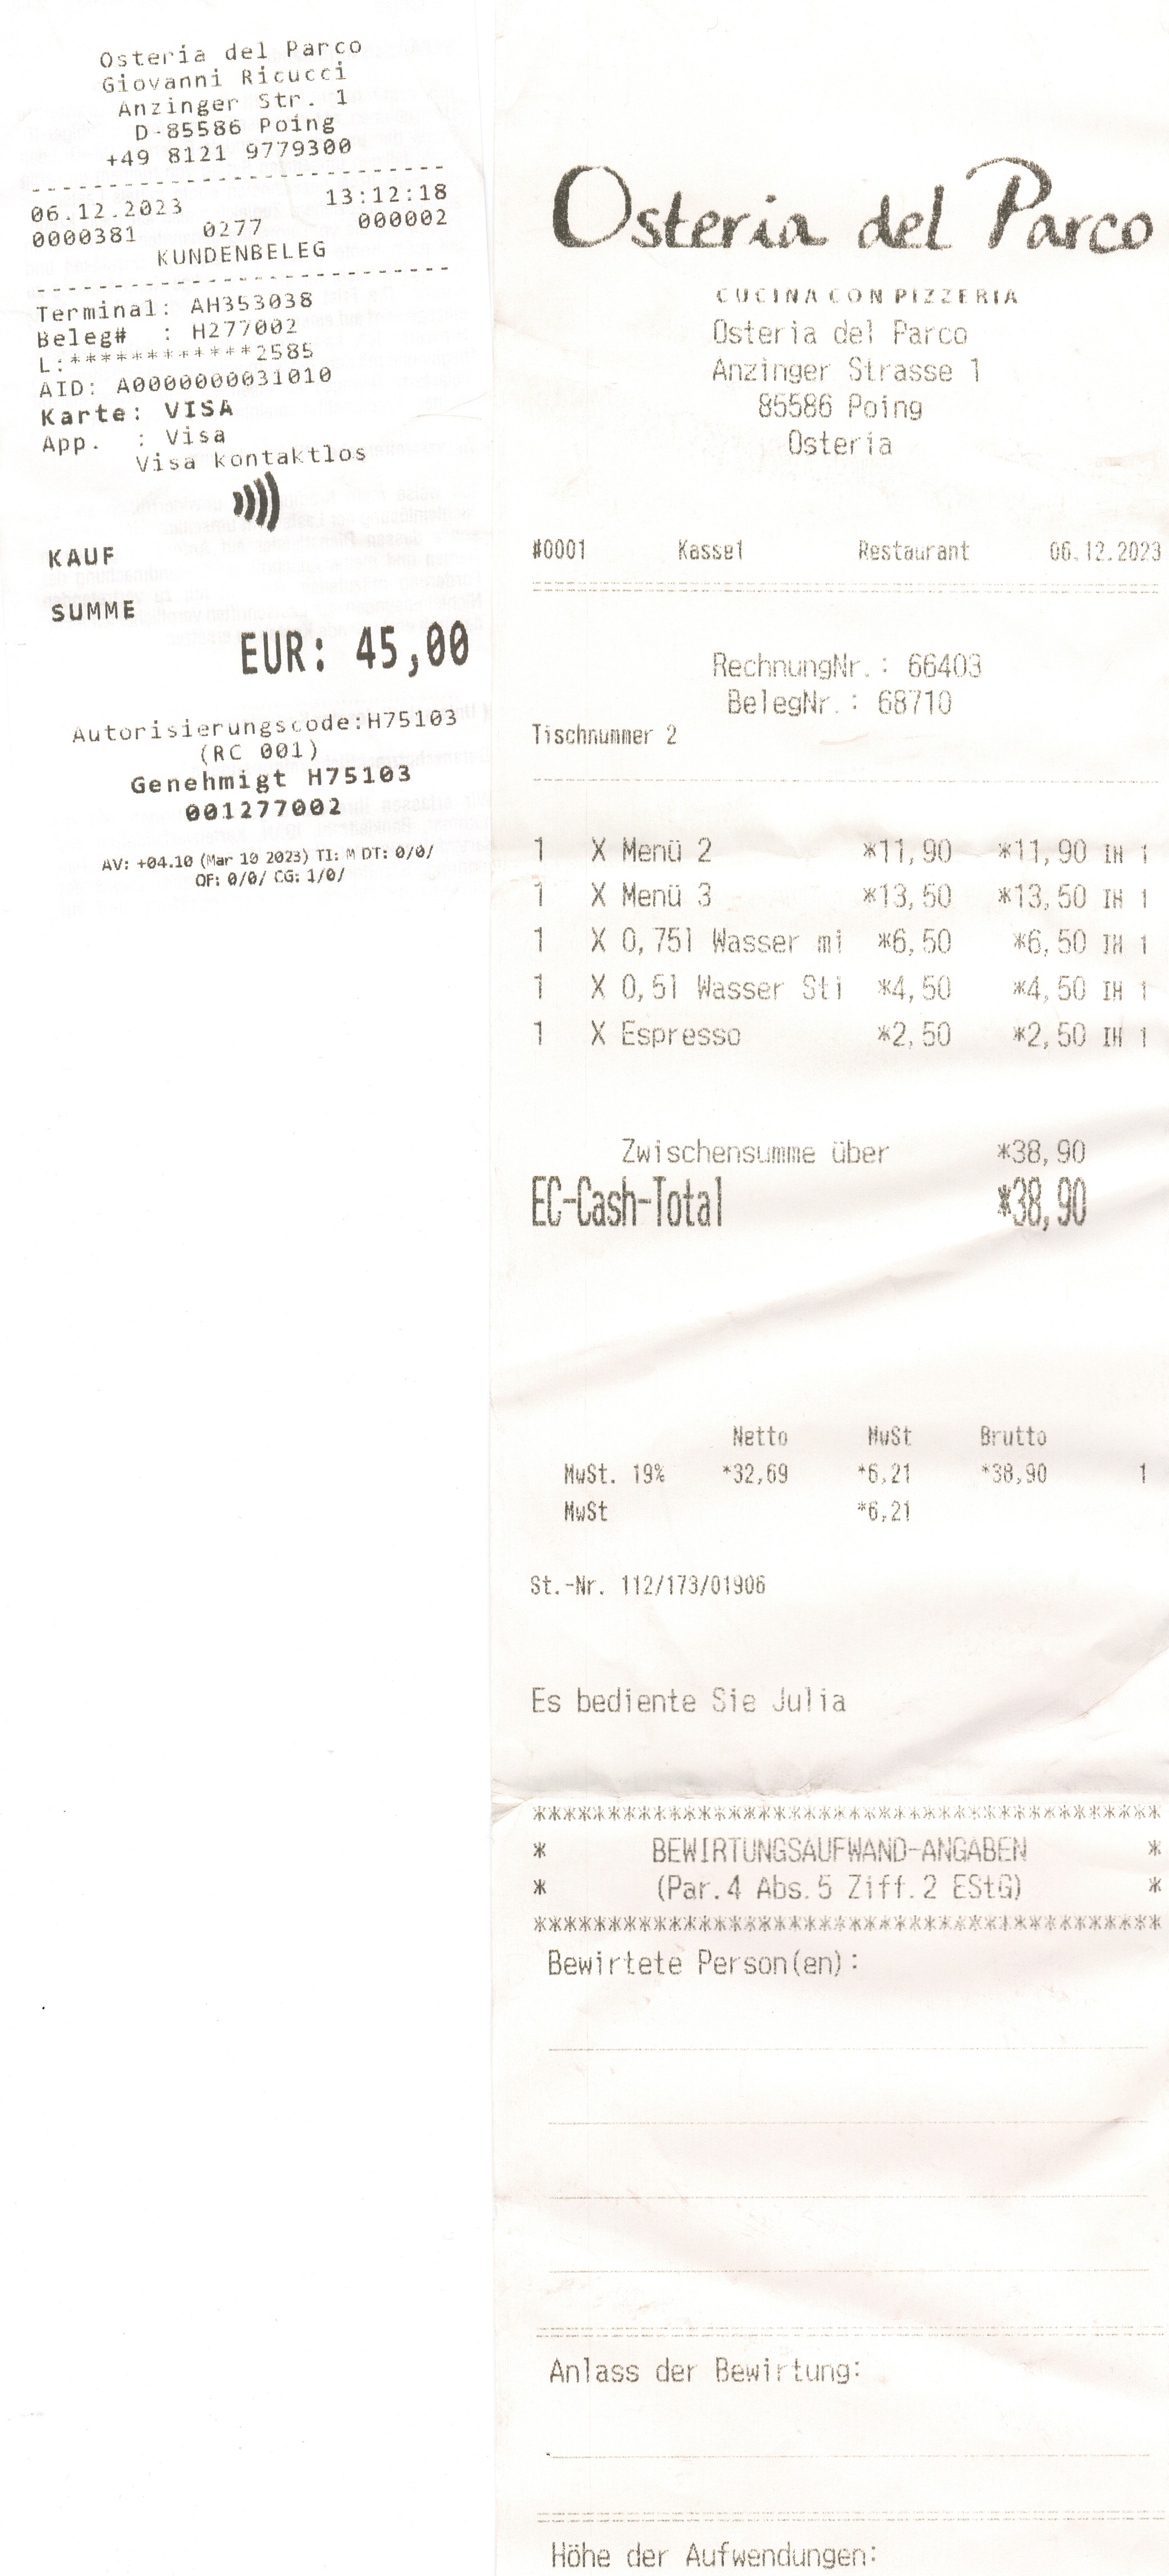 Osteria del Parco
Giovanni Ricucci
Anzinger Str. 1
D-85586 Poing
+49 8121 9779300
06.12.2023 13:12:18
0000381 0277 000002
KUNDENBELEG
Terminal: AH353038
Beleg# : H277002
L:************2585
AID: A0000000031010
Karte: VISA
App. : Visa
Visa kontaktlos
KAUF
SUMME
EUR: 45,00
Autorisierungscode:H75103
(RC 001)
Genehmigt H75103
001277002
AV: +04.10 (Mar 10 2023) TI: M DT: 0/0/
OF: 0/0/ CG: 1/0/
Osteria del Parco
CUCINA CON PIZZERIA
Osteria del Parco
Anzinger Strasse 1
85586 Poing
Osteria
#0001 Kasse1 Restaurant 06.12.2023
RechnungNr.: 66403
BelegNr.: 68710
Tischnummer 2
1 X Menü 2 *11,90 *11,90 IH 1
1 X Menü 3 *13,50 *13,50 IH 1
1 X 0,75l Wasser mi *6,50 *6,50 IH 1
1 X 0,5l Wasser Sti *4,50 *4,50 IH 1
1 X Espresso *2,50 *2,50 IH 1
Zwischensumme über *38,90
EC-Cash-Total *38,90
Netto MwSt Brutto
MwSt. 19% *32,69 *6,21 *38,90 1
MwSt *6,21
St.-Nr. 112/173/01906
Es bediente Sie Julia
******************************************
* BEWIRTUNGSAUFWAND-ANGABEN *
* (Par.4 Abs.5 Ziff.2 EStG) *
******************************************
Bewirtete Person(en):
Anlass der Bewirtung:
Höhe der Aufwendungen: